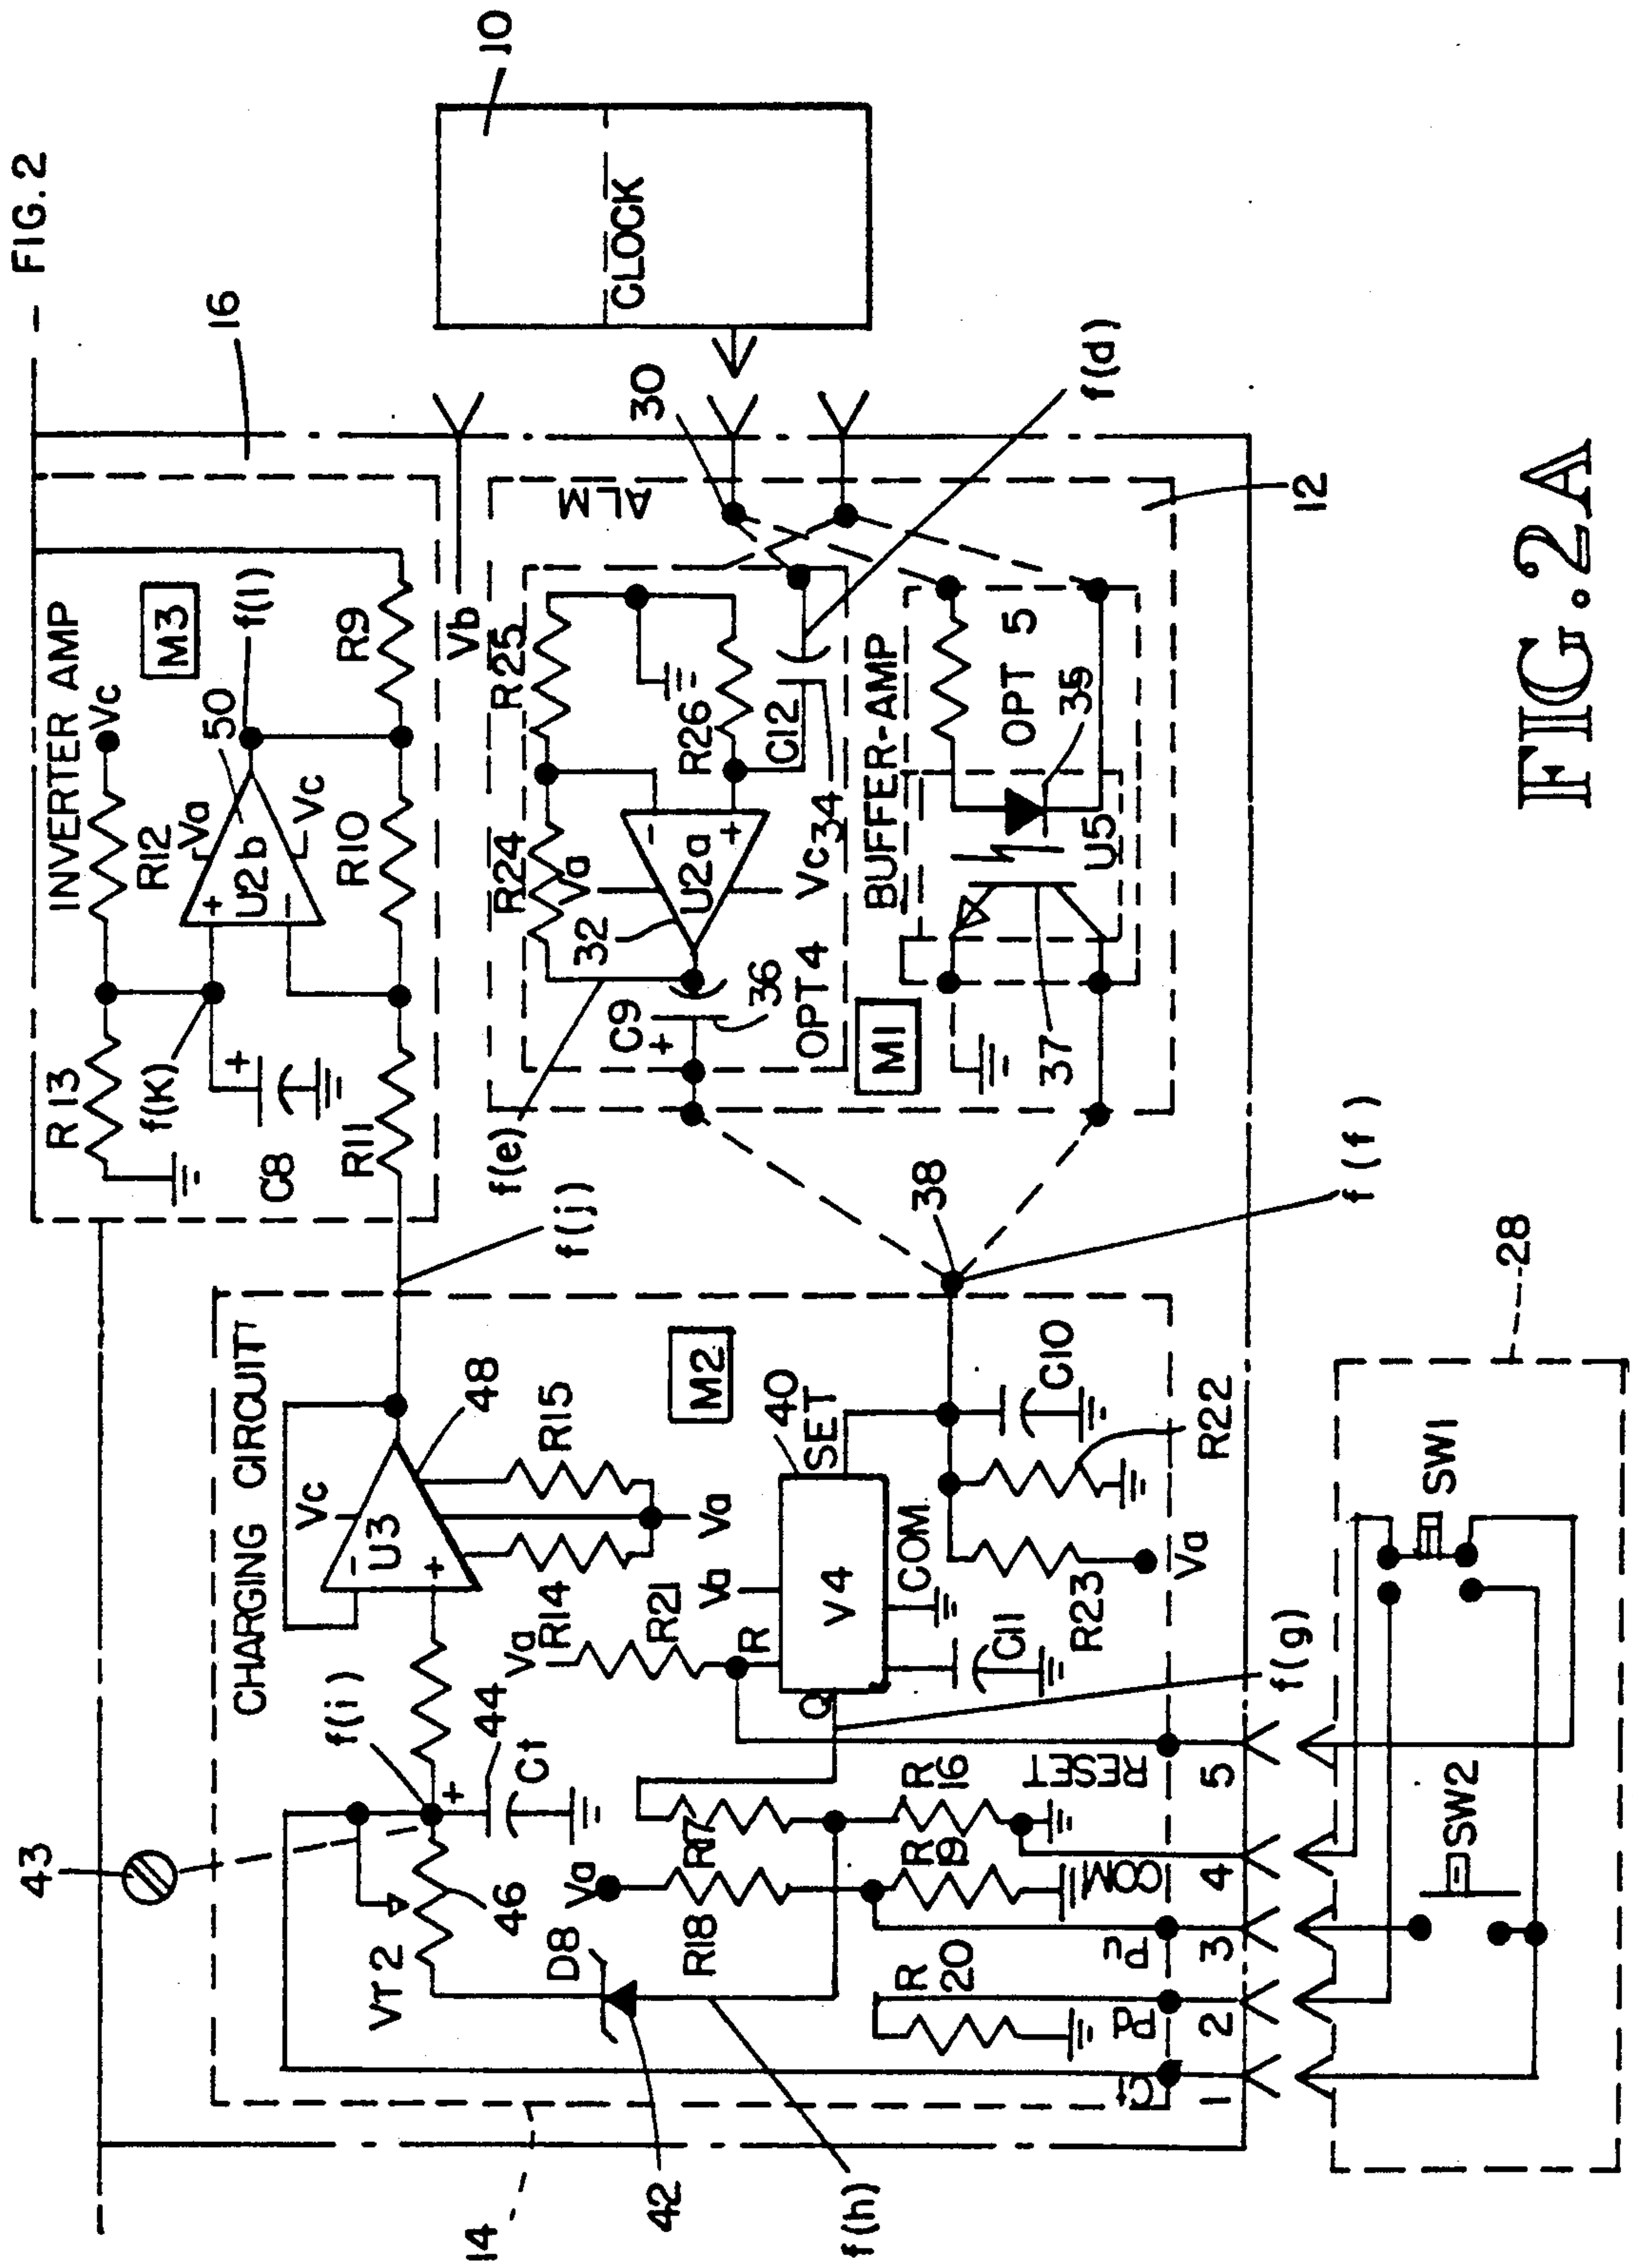 FIG. 2
16
10
INVERTER AMP
M3
Vc
50
f(l)
R12
Va
U2b
+
-
Vc
R10
R9
R13
f(K)
+
C8
R11
f(j)
Vb
CLOCK
30
f(d)
ALM
R25
R24
Va
R26
C12
34
Vc
-
+
U2a
32
36
C9
+
OPT 4
f(e)
BUFFER-AMP
OPT 5
35
U5
37
M1
12
38
f(f)
CHARGING CIRCUIT
M2
48
Vc
U3
-
+
R15
R14
Va
Va
R21
Va
R
40
SET
V4
COM
Q
C11
C10
R22
R23
Va
f(g)
43
f(i)
+
44
Ct
46
Vr2
D8
42
f(h)
Va
R17
R16
R18
R19
R20
RESET
COM
Pu
Pd
Ct
5
4
3
2
1
14
28
SW1
SW2
FIG. 2A